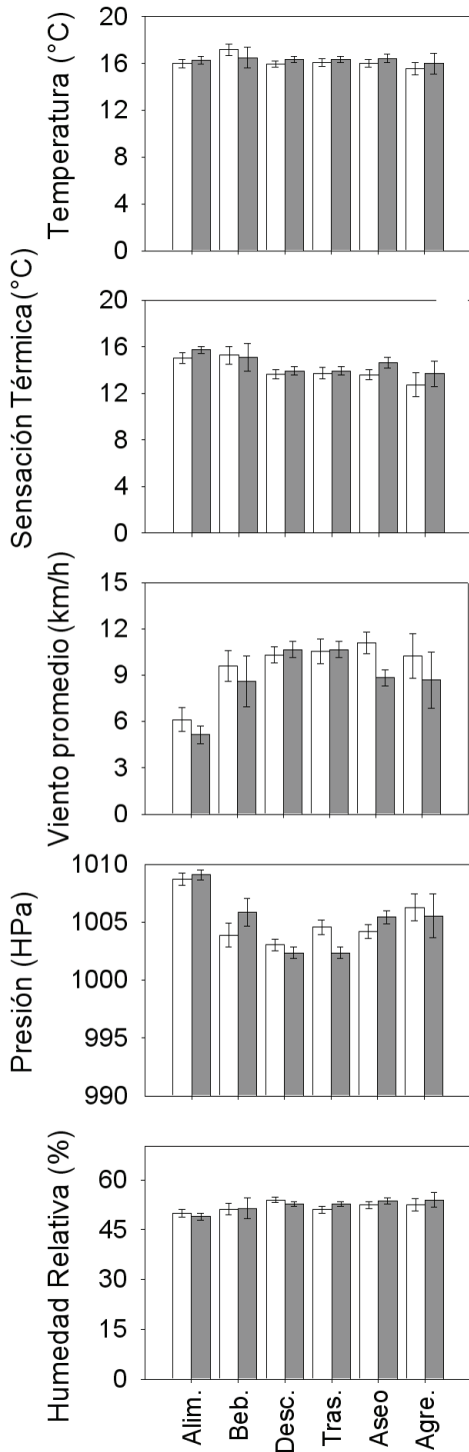 Temperatura (°C)
20
16
12
8
4
0
Sensación Térmica (°C)
20
16
12
8
4
0
Viento promedio (km/h)
15
12
9
6
3
0
Presión (HPa)
1010
1005
1000
995
990
Humedad Relativa (%)
60
45
30
15
0
Alim.
Beb.
Desc.
Tras.
Aseo
Agre.